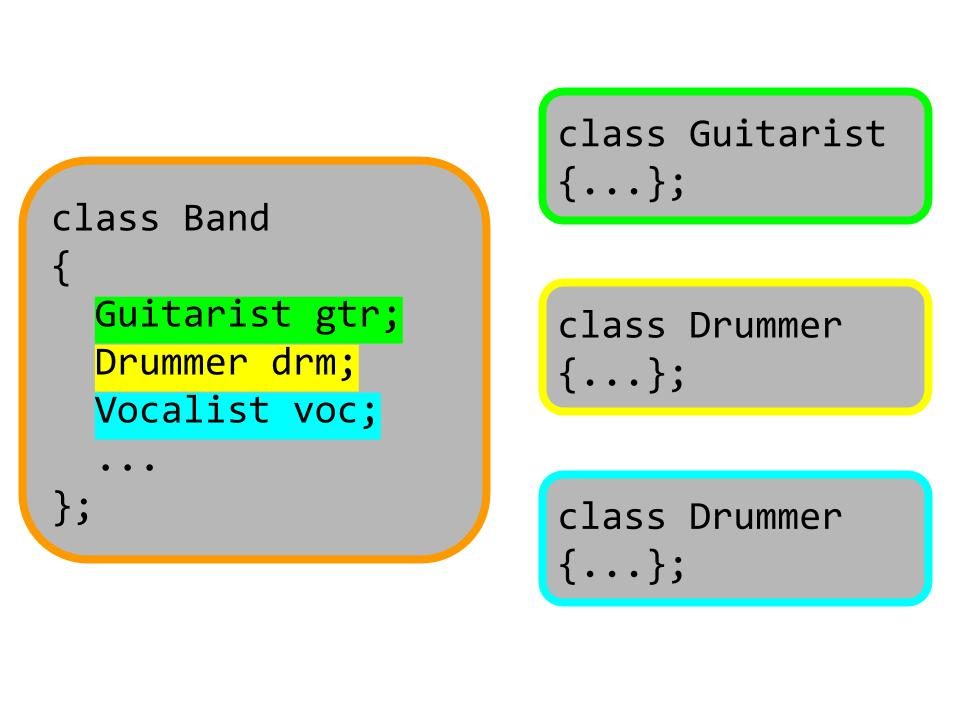 class Band
{
Guitarist gtr;
Drummer drm;
Vocalist voc;
...
};
class Guitarist
{...};
class Drummer
{...};
class Drummer
{...};